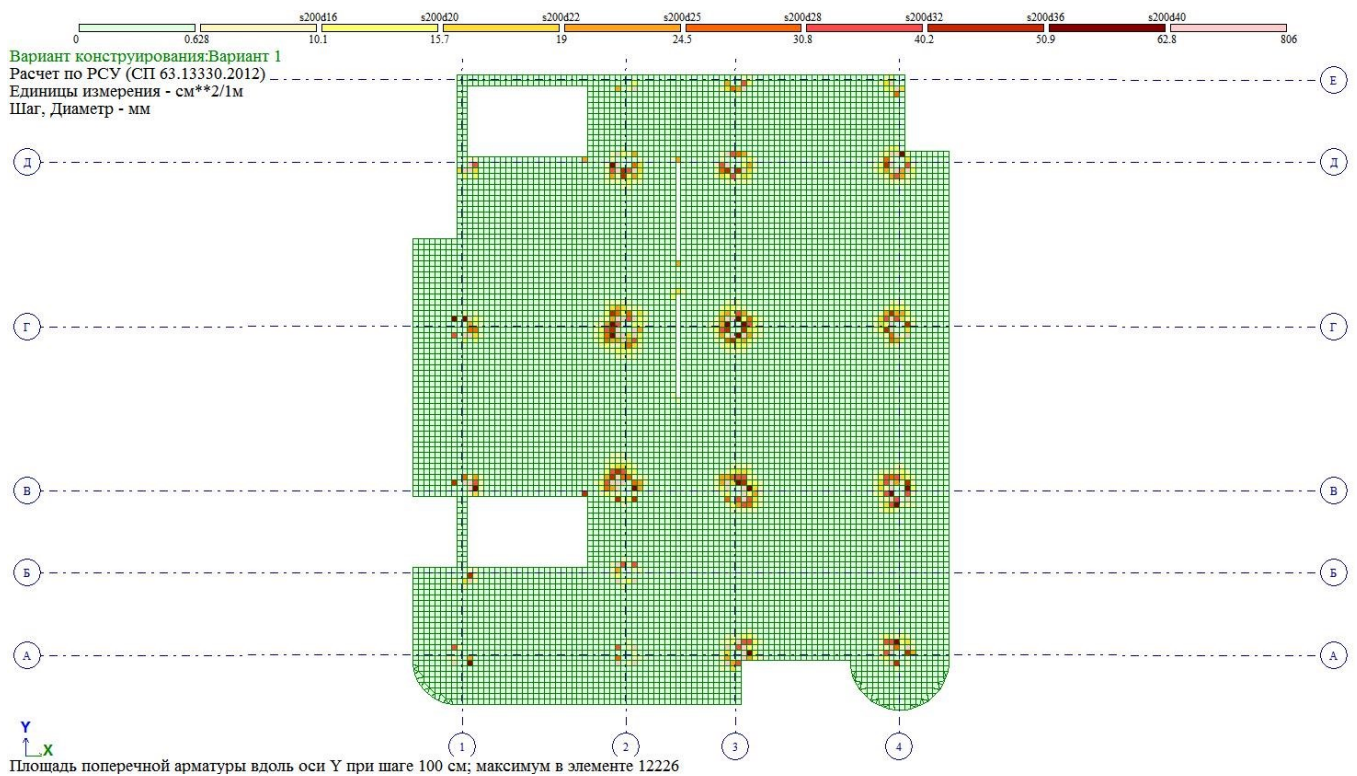 s200d16 s200d20 s200d22 s200d25 s200d28 s200d32 s200d36 s200d40
0 0.628 10.1 15.7 19 24.5 30.8 40.2 50.9 62.8 806
Вариант конструирования:Вариант 1
Расчет по РСУ (СП 63.13330.2012)
Единицы измерения - см**2/1м
Шаг, Диаметр - мм
Е
Д Д
Г Г
В В
Б Б
А А
Y
X
1 2 3 4
Площадь поперечной арматуры вдоль оси Y при шаге 100 см; максимум в элементе 12226